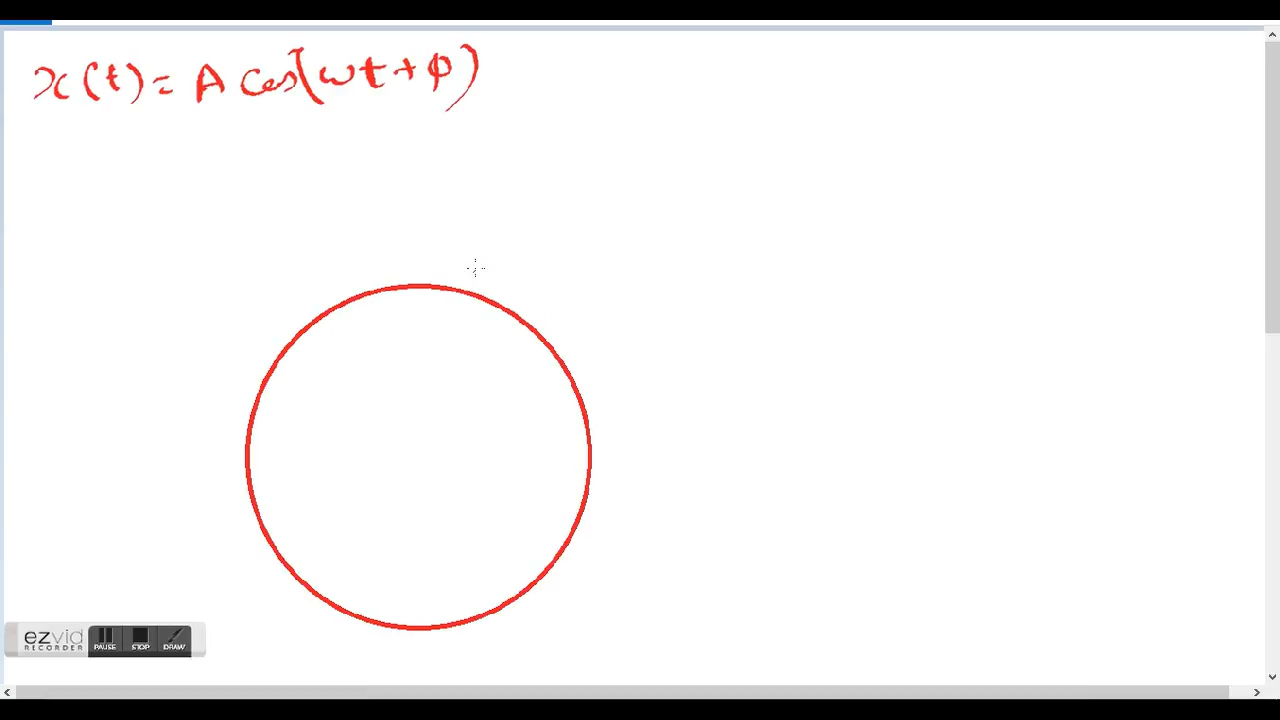 x(t) = A Cos(ωt + φ)
ezvid
RECORDER
PAUSE STOP DRAW